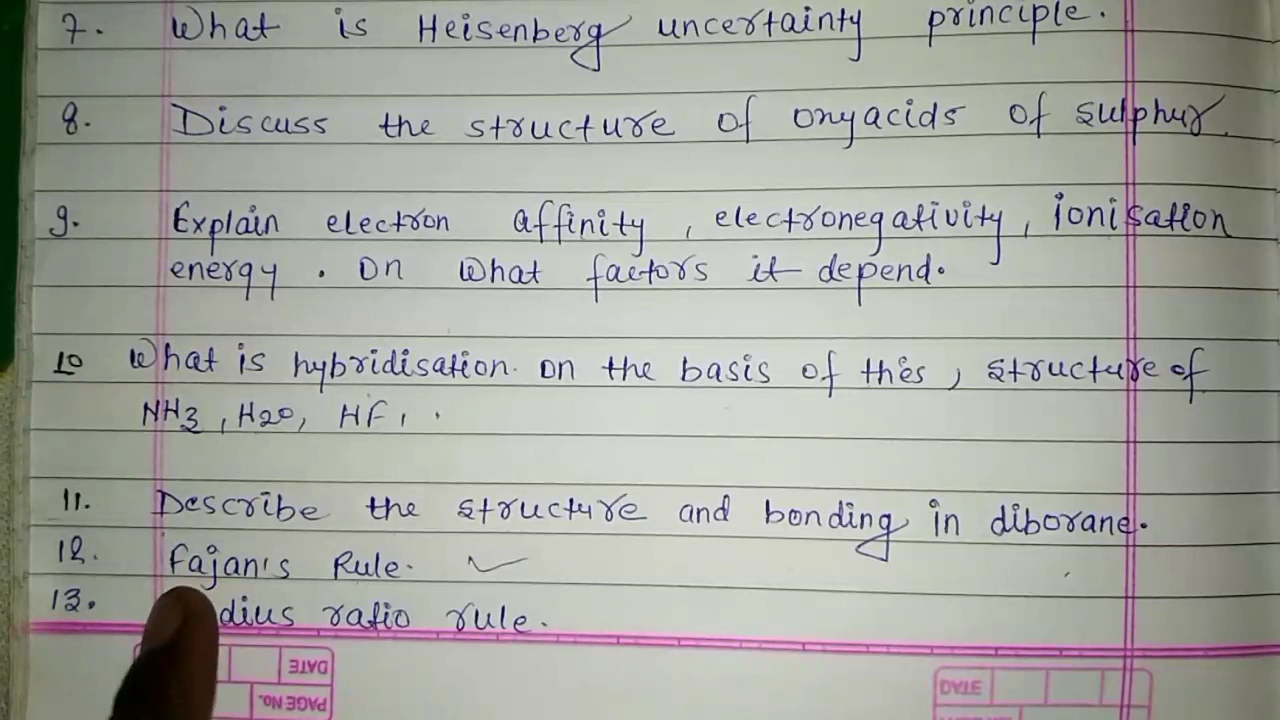 7. What is Heisenberg uncertainty principle.
8. Discuss the structure of onyacids of sulphur.
9. Explain electron affinity, electronegativity, ionisation
energy. On what factors it depend.
10 What is hybridisation. On the basis of this, structure of
NH3, H2O, HF, .
11. Describe the structure and bonding in diborane.
12. Fajan's Rule.
13. dius ratio rule.
DATE
PAGE No.
DATE